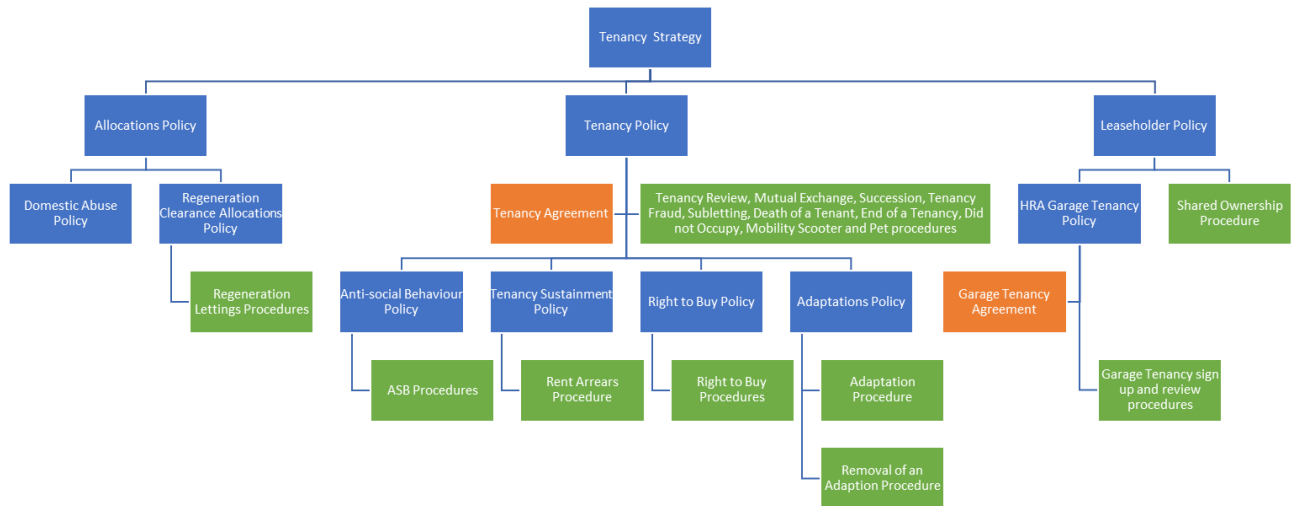 Tenancy Strategy
Allocations Policy
Tenancy Policy
Leaseholder Policy
Domestic Abuse
Policy
Regeneration
Clearance Allocations
Policy
Tenancy Agreement
Tenancy Review, Mutual Exchange, Succession, Tenancy
Fraud, Subletting, Death of a Tenant, End of a Tenancy, Did
not Occupy, Mobility Scooter and Pet procedures
HRA Garage Tenancy
Policy
Shared Ownership
Procedure
Regeneration
Lettings Procedures
Anti-social Behaviour
Policy
Tenancy Sustainment
Policy
Right to Buy Policy
Adaptations Policy
Garage Tenancy
Agreement
ASB Procedures
Rent Arrears
Procedure
Right to Buy
Procedures
Adaptation
Procedure
Garage Tenancy sign
up and review
procedures
Removal of an
Adaption Procedure